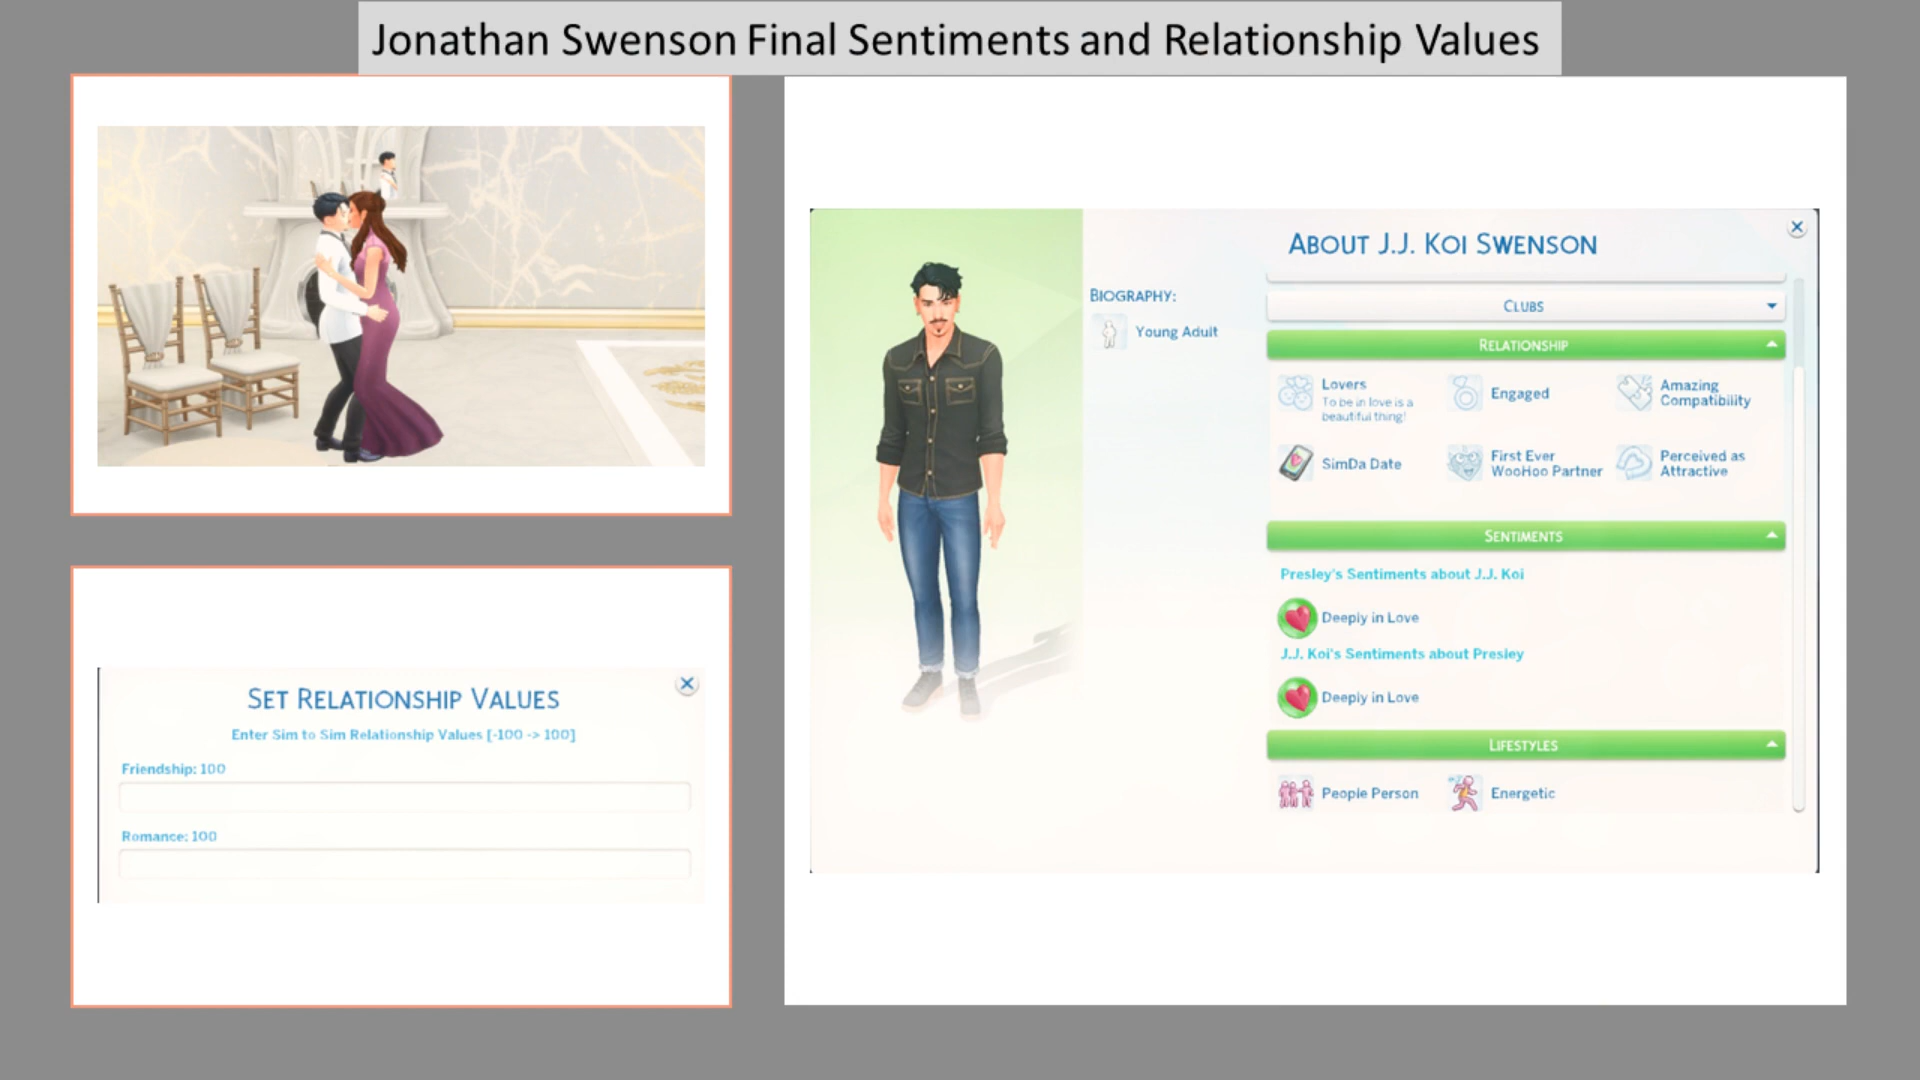 Jonathan Swenson Final Sentiments and Relationship Values
SET RELATIONSHIP VALUES
Enter Sim to Sim Relationship Values [-100 -> 100]
Friendship: 100
Romance: 100
ABOUT J.J. KOI SWENSON
BIOGRAPHY:
Young Adult
CLUBS
RELATIONSHIP
Lovers
To be in love is a
beautiful thing!
Engaged
Amazing
Compatibility
SimDa Date
First Ever
WooHoo Partner
Perceived as
Attractive
SENTIMENTS
Presley's Sentiments about J.J. Koi
Deeply in Love
J.J. Koi's Sentiments about Presley
Deeply in Love
LIFESTYLES
People Person
Energetic